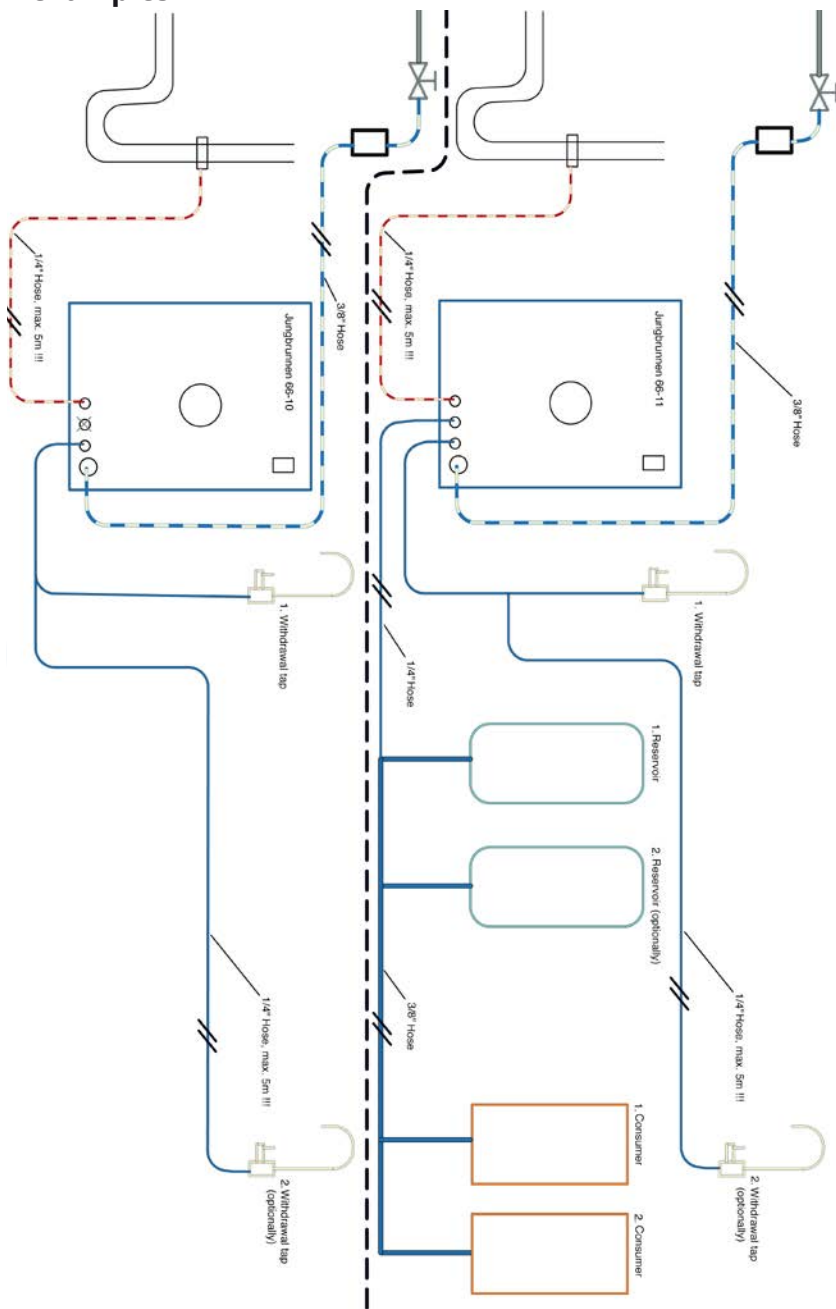 1/4" Hose, max. 5m !!!
Jungbrunnen 66-10
3/8" Hose
1. Withdrawal tap
1/4" Hose, max. 5m !!!
2. Withdrawal tap
(optionally)
1/4" Hose, max. 5m !!!
Jungbrunnen 66-11
3/8" Hose
1. Withdrawal tap
1/4" Hose
1. Reservoir
2. Reservoir (optionally)
3/8" Hose
1/4" Hose, max. 5m !!!
1. Consumer
2. Consumer
2. Withdrawal tap
(optionally)